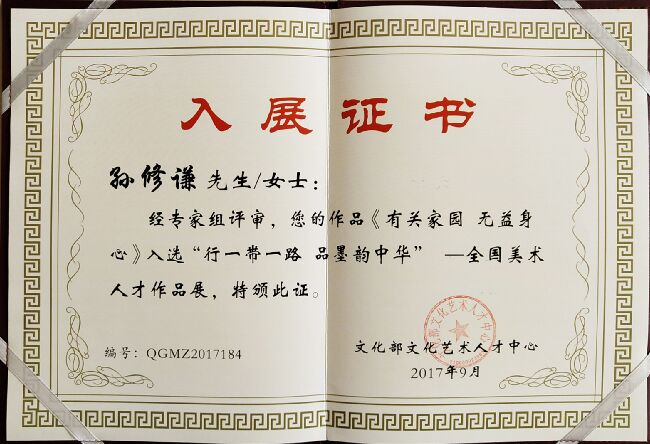 入展证书
孙修谦 先生/女士：
经专家组评审，您的作品《有关家园 无益身
心》入选“行一带一路 品墨韵中华” —全国美术
人才作品展，特颁此证。
编号：QGMZ2017184
文化部文化艺术人才中心
2017年9月